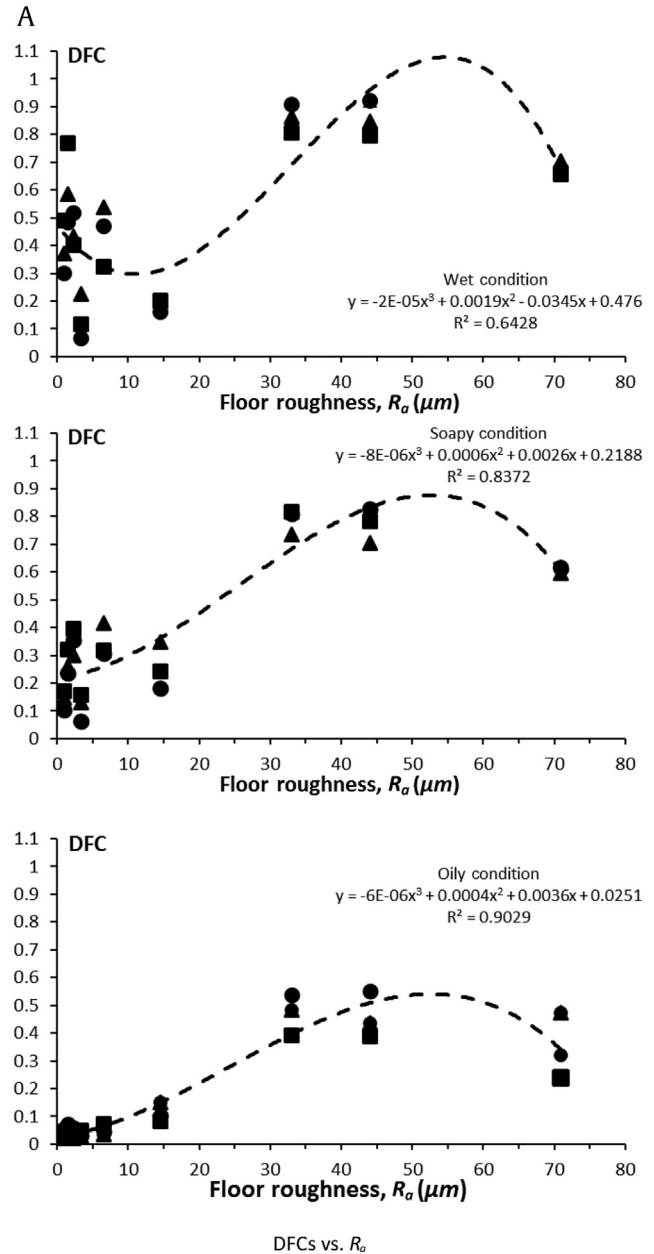 A
DFC
1.1
1
0.9
0.8
0.7
0.6
0.5
0.4
0.3
0.2
0.1
0
Wet condition
y = -2E-05x³ + 0.0019x² - 0.0345x + 0.476
R² = 0.6428
0 10 20 30 40 50 60 70 80
Floor roughness, Rₐ (μm)
DFC
1.1
1
0.9
0.8
0.7
0.6
0.5
0.4
0.3
0.2
0.1
0
Soapy condition
y = -8E-06x³ + 0.0006x² + 0.0026x + 0.2188
R² = 0.8372
0 10 20 30 40 50 60 70 80
Floor roughness, Rₐ (μm)
DFC
1.1
1
0.9
0.8
0.7
0.6
0.5
0.4
0.3
0.2
0.1
0
Oily condition
y = -6E-06x³ + 0.0004x² + 0.0036x + 0.0251
R² = 0.9029
0 10 20 30 40 50 60 70 80
Floor roughness, Rₐ (μm)
DFCs vs. Rₐ